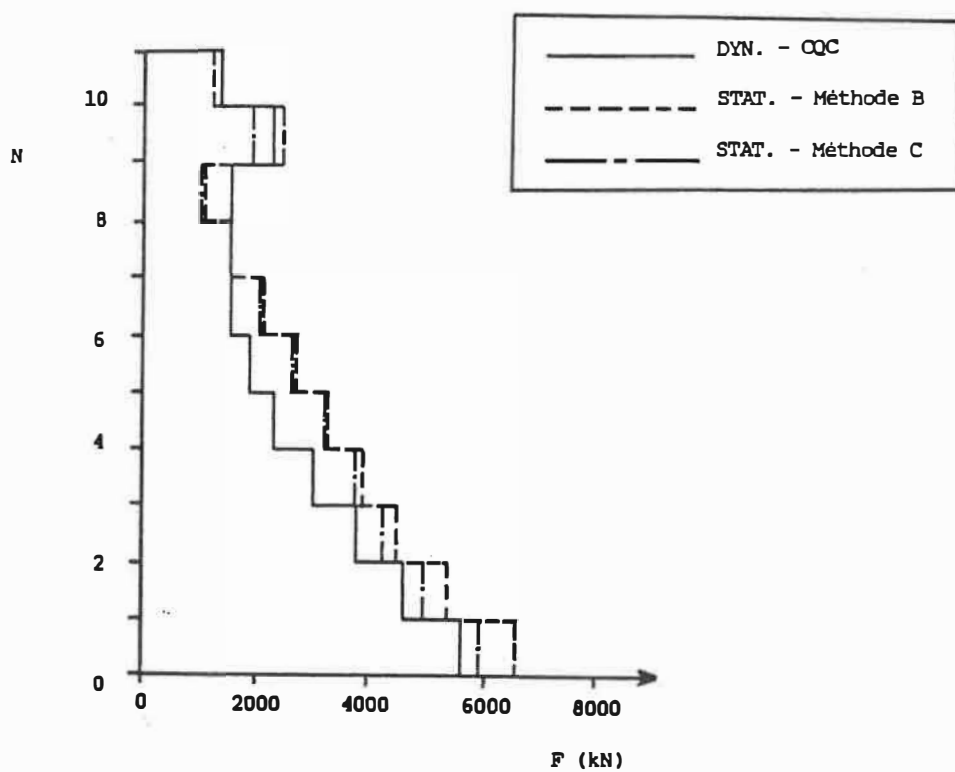 DYN. - CQC
STAT. - Méthode B
STAT. - Méthode C
N
10
8
6
4
2
0
0 2000 4000 6000 8000
F (kN)